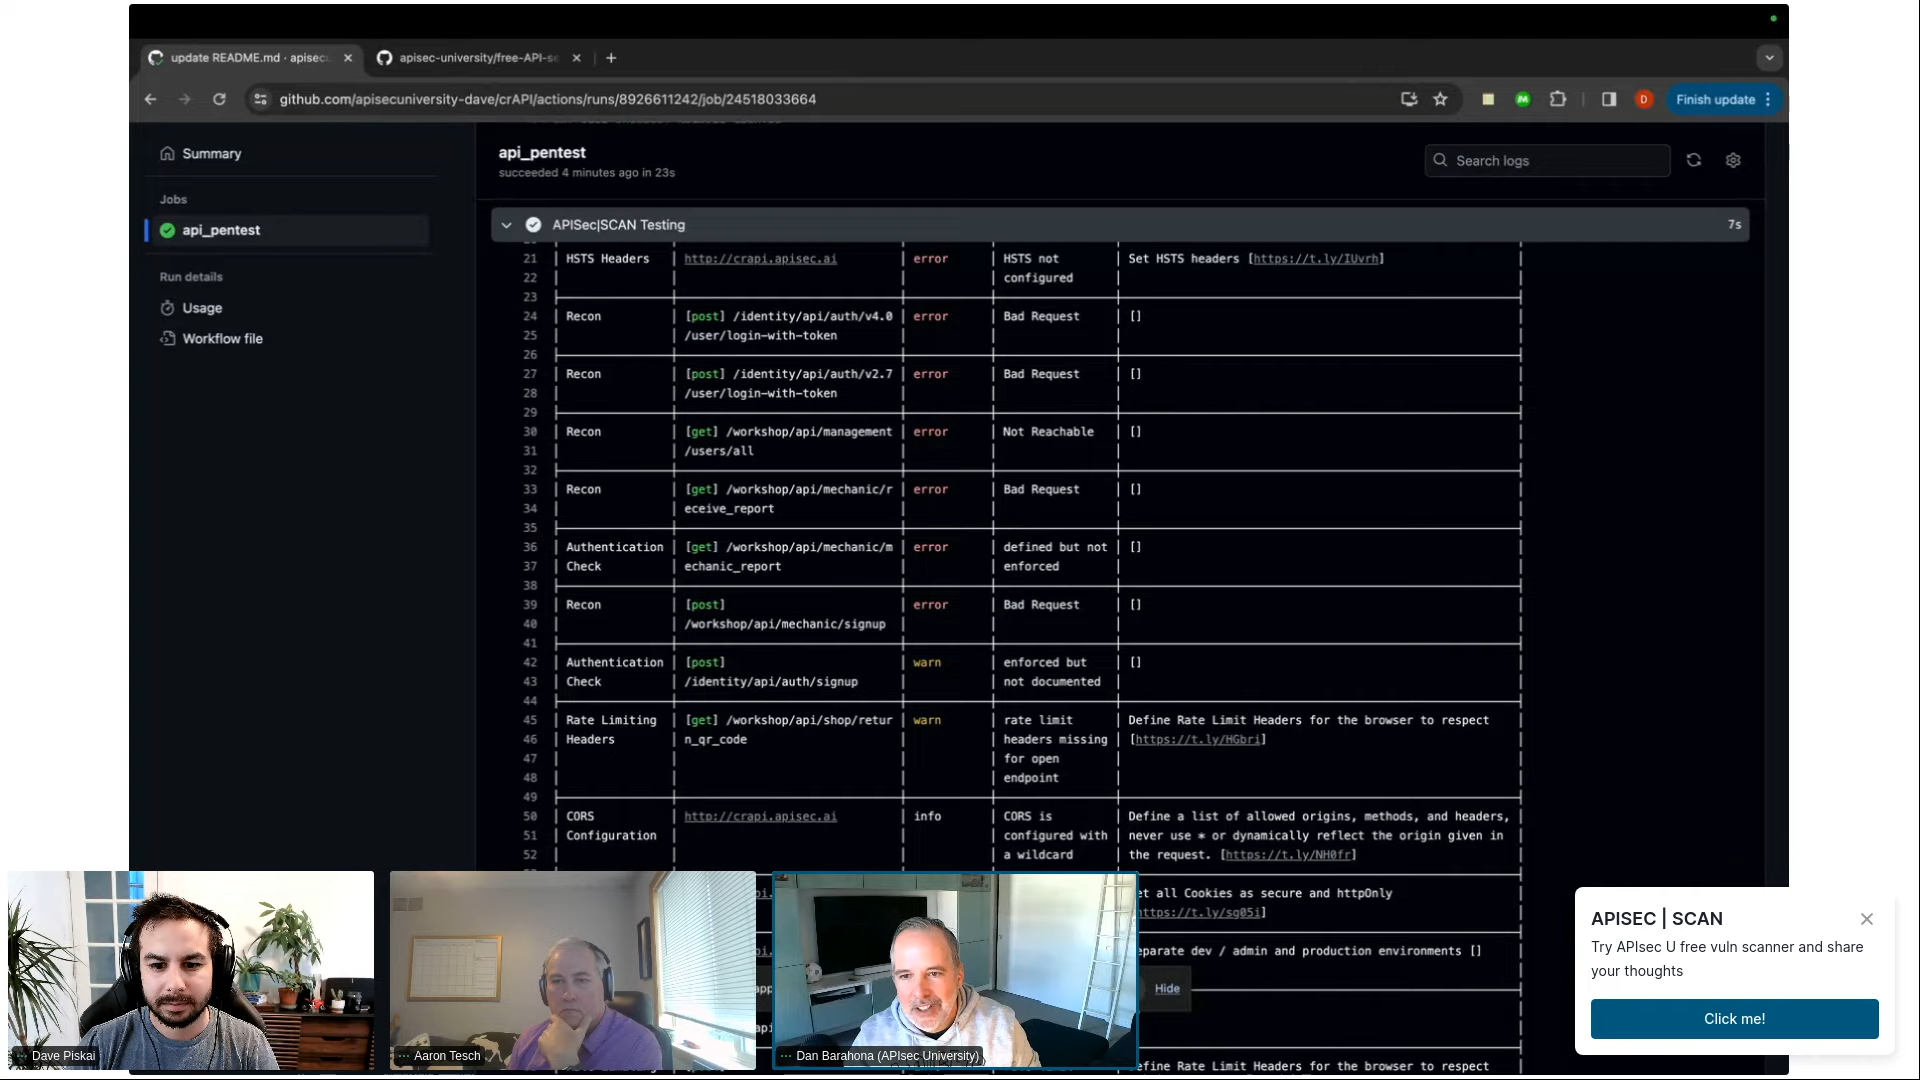 update README.md · apisec
apisec-university/free-API-se
github.com/apisecuniversity-dave/crAPI/actions/runs/8926611242/job/24518033664
D
Finish update
Summary
Jobs
api_pentest
Run details
Usage
Workflow file
api_pentest
succeeded 4 minutes ago in 23s
Search logs
APISec|SCAN Testing 7s
21 | HSTS Headers | http://crapi.apisec.ai | error | HSTS not | Set HSTS headers [https://t.ly/IUvrh] |
22 | | | | configured | |
23
24 | Recon | [post] /identity/api/auth/v4.0 | error | Bad Request | [] |
25 | | /user/login-with-token | | | |
26
27 | Recon | [post] /identity/api/auth/v2.7 | error | Bad Request | [] |
28 | | /user/login-with-token | | | |
29
30 | Recon | [get] /workshop/api/management | error | Not Reachable | [] |
31 | | /users/all | | | |
32
33 | Recon | [get] /workshop/api/mechanic/r | error | Bad Request | [] |
34 | | eceive_report | | | |
35
36 | Authentication | [get] /workshop/api/mechanic/m | error | defined but not | [] |
37 | Check | echanic_report | | enforced | |
38
39 | Recon | [post] | error | Bad Request | [] |
40 | | /workshop/api/mechanic/signup | | | |
41
42 | Authentication | [post] | warn | enforced but | [] |
43 | Check | /identity/api/auth/signup | | not documented | |
44
45 | Rate Limiting | [get] /workshop/api/shop/retur | warn | rate limit | Define Rate Limit Headers for the browser to respect |
46 | Headers | n_qr_code | | headers missing | [https://t.ly/HGbri] |
47 | | | | for open | |
48 | | | | endpoint | |
49
50 | CORS | http://crapi.apisec.ai | info | CORS is | Define a list of allowed origins, methods, and headers, |
51 | Configuration | | | configured with | never use * or dynamically reflect the origin given in |
52 | | | | a wildcard | the request. [https://t.ly/NH0fr] |
et all Cookies as secure and httpOnly
https://t.ly/sg05i]
eparate dev / admin and production environments []
Hide
efine Rate Limit Headers for the browser to respect
Dave Piskai
Aaron Tesch
Dan Barahona (APIsec University)
APISEC | SCAN
Try APIsec U free vuln scanner and share
your thoughts
Click me!